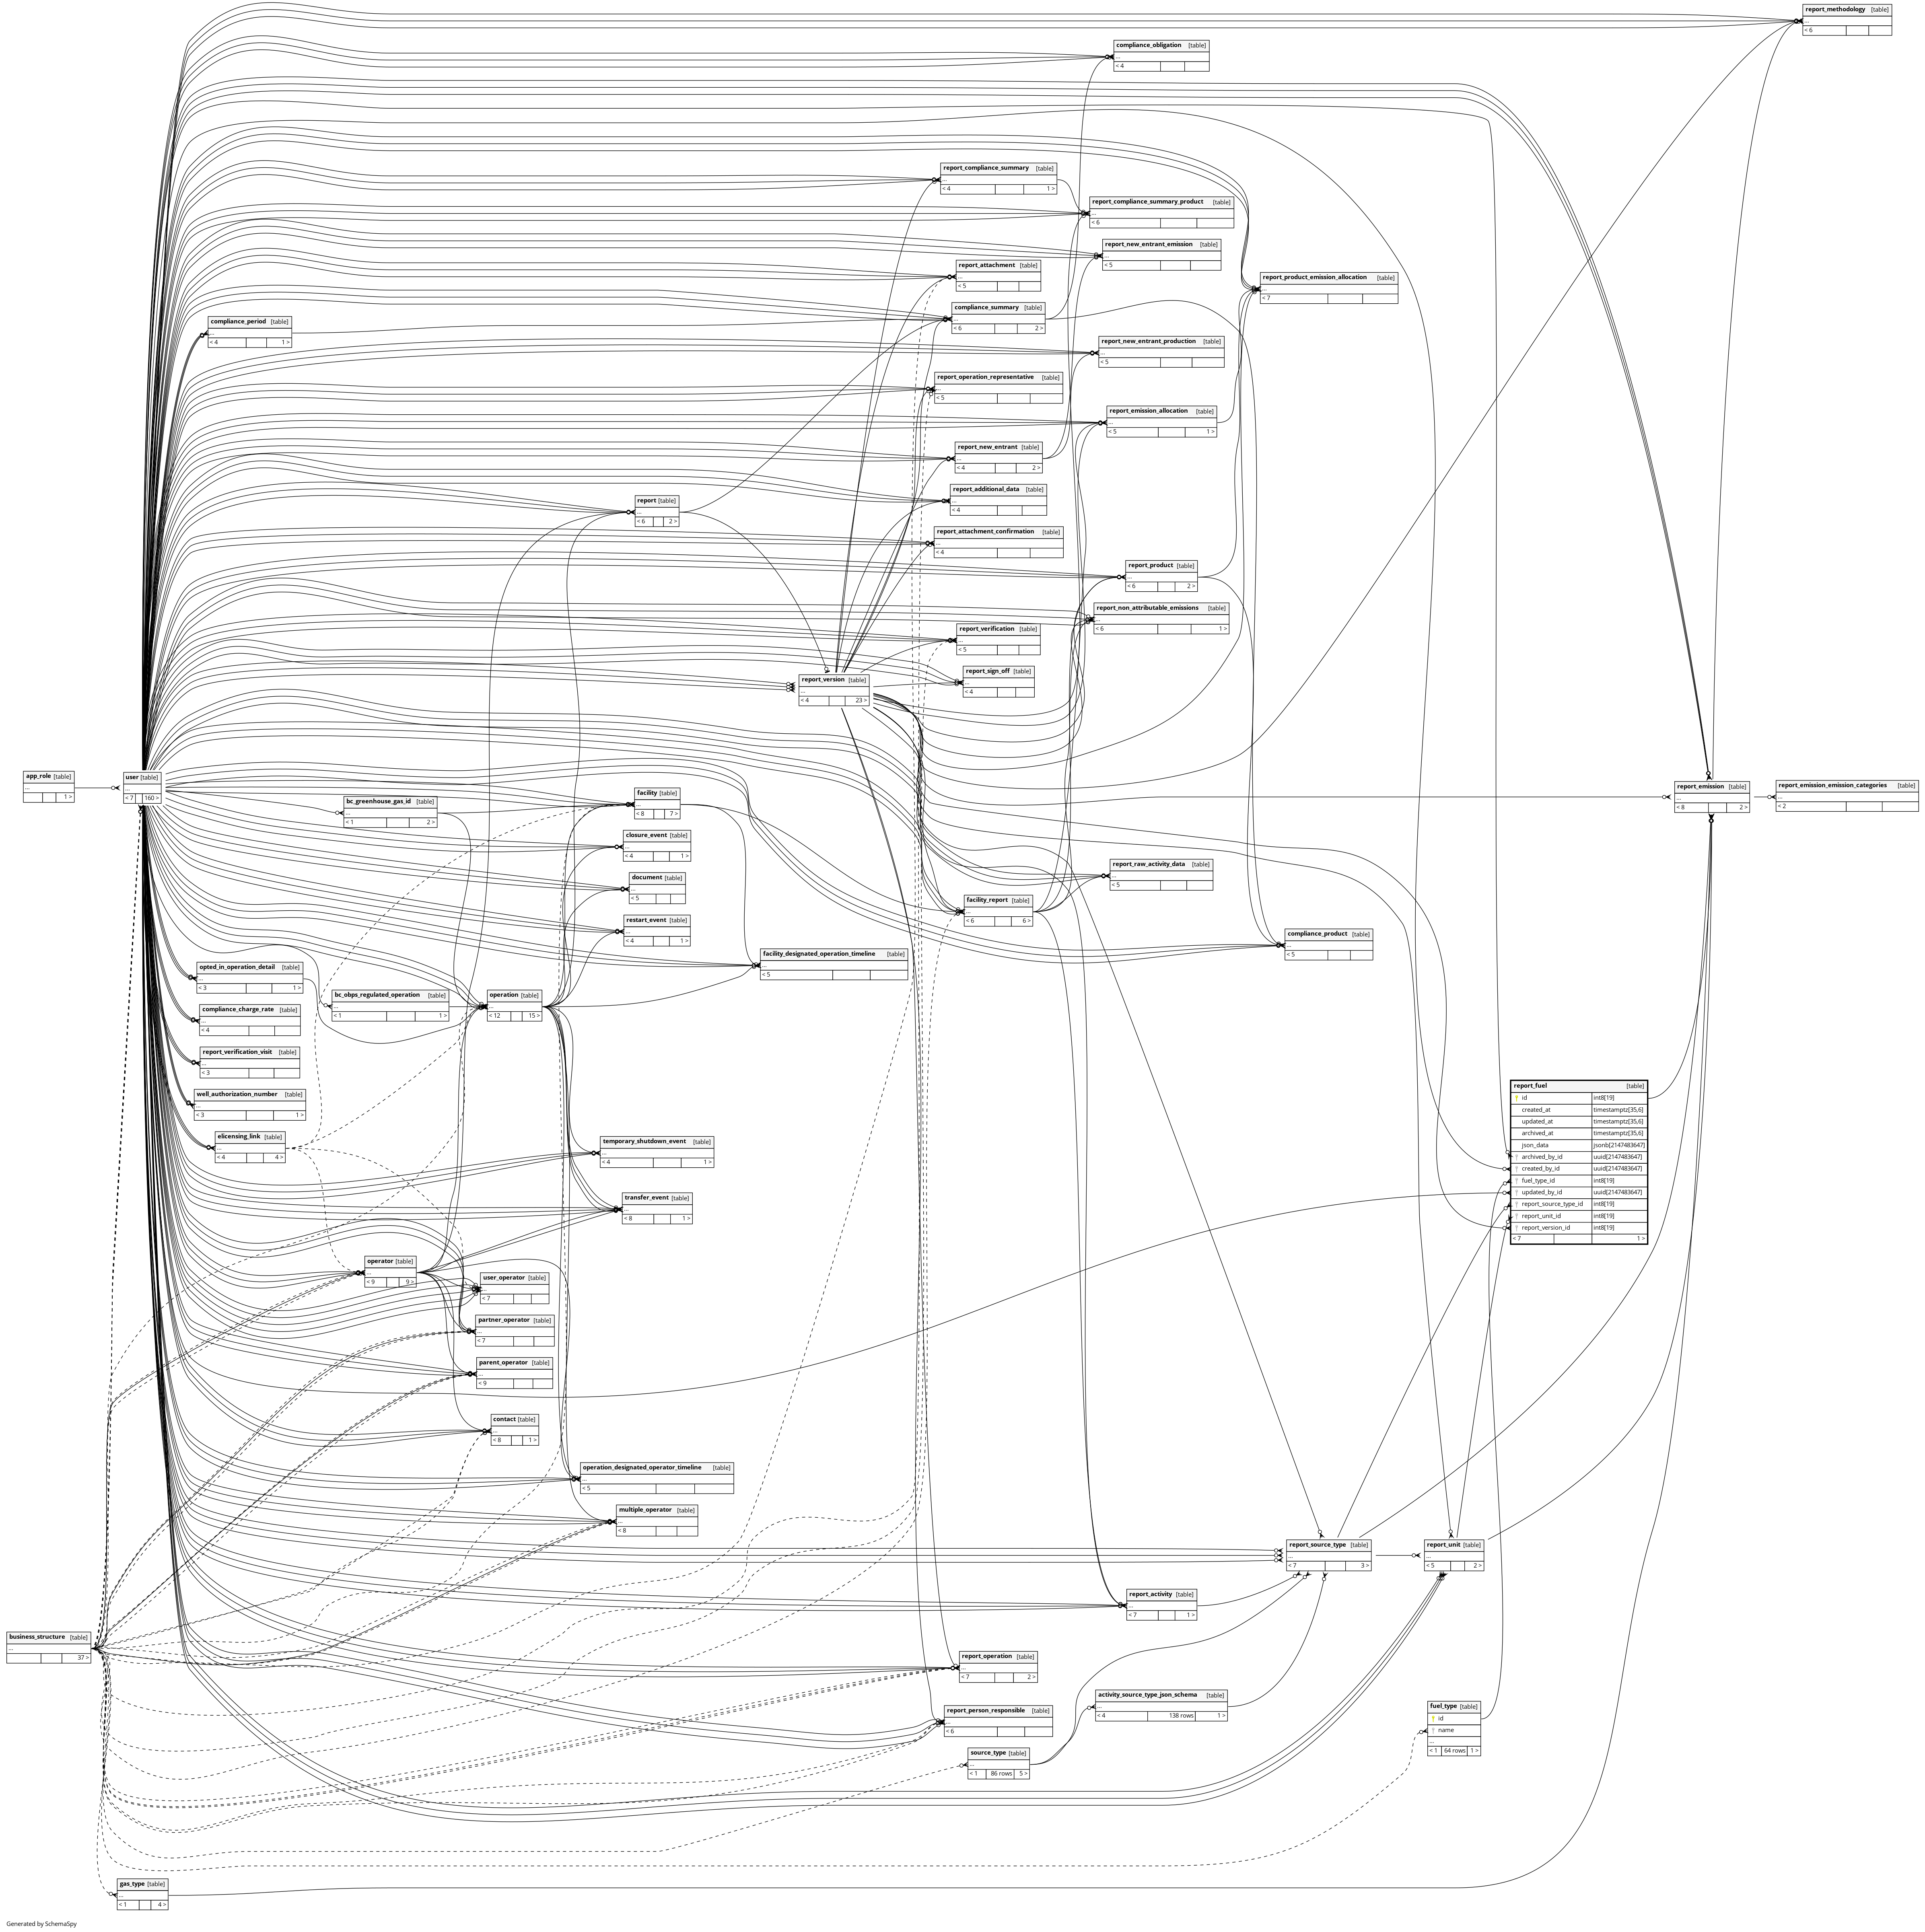 report_methodology [table]
...
< 6
compliance_obligation [table]
...
< 4
report_compliance_summary [table]
...
< 4 1 >
report_compliance_summary_product [table]
...
< 6
report_new_entrant_emission [table]
...
< 5
report_attachment [table]
...
< 5
report_product_emission_allocation [table]
...
< 7
compliance_summary [table]
...
< 6 2 >
compliance_period [table]
...
< 4 1 >
report_new_entrant_production [table]
...
< 5
report_operation_representative [table]
...
< 5
report_emission_allocation [table]
...
< 5 1 >
report_new_entrant [table]
...
< 4 2 >
report_additional_data [table]
...
< 4
report [table]
...
< 6 2 >
report_attachment_confirmation [table]
...
< 4
report_product [table]
...
< 6 2 >
report_non_attributable_emissions [table]
...
< 6 1 >
report_verification [table]
...
< 5
report_sign_off [table]
...
< 4
report_version [table]
...
< 4 23 >
app_role [table]
...
1 >
user [table]
...
< 7 160 >
report_emission [table]
...
< 8 2 >
report_emission_emission_categories [table]
...
< 2
bc_greenhouse_gas_id [table]
...
< 1 2 >
facility [table]
...
< 8 7 >
closure_event [table]
...
< 4 1 >
document [table]
...
< 5
report_raw_activity_data [table]
...
< 5
facility_report [table]
...
< 6 6 >
restart_event [table]
...
< 4 1 >
compliance_product [table]
...
< 5
facility_designated_operation_timeline [table]
...
< 5
opted_in_operation_detail [table]
...
< 3 1 >
bc_obps_regulated_operation [table]
...
< 1 1 >
operation [table]
...
< 12 15 >
compliance_charge_rate [table]
...
< 4
report_verification_visit [table]
...
< 3
well_authorization_number [table]
...
< 3 1 >
elicensing_link [table]
...
< 4 4 >
report_fuel [table]
id int8[19]
created_at timestamptz[35,6]
updated_at timestamptz[35,6]
archived_at timestamptz[35,6]
json_data jsonb[2147483647]
archived_by_id uuid[2147483647]
created_by_id uuid[2147483647]
fuel_type_id int8[19]
updated_by_id uuid[2147483647]
report_source_type_id int8[19]
report_unit_id int8[19]
report_version_id int8[19]
< 7 1 >
temporary_shutdown_event [table]
...
< 4 1 >
transfer_event [table]
...
< 8 1 >
operator [table]
...
< 9 9 >
user_operator [table]
...
< 7
partner_operator [table]
...
< 7
parent_operator [table]
...
< 9
contact [table]
...
< 8 1 >
operation_designated_operator_timeline [table]
...
< 5
multiple_operator [table]
...
< 8
report_source_type [table]
...
< 7 3 >
report_unit [table]
...
< 5 2 >
report_activity [table]
...
< 7 1 >
business_structure [table]
...
37 >
report_operation [table]
...
< 7 2 >
activity_source_type_json_schema [table]
...
< 4 138 rows 1 >
report_person_responsible [table]
...
< 6
source_type [table]
...
< 1 86 rows 5 >
fuel_type [table]
id
name
...
< 1 64 rows 1 >
gas_type [table]
...
< 1 4 >
Generated by SchemaSpy